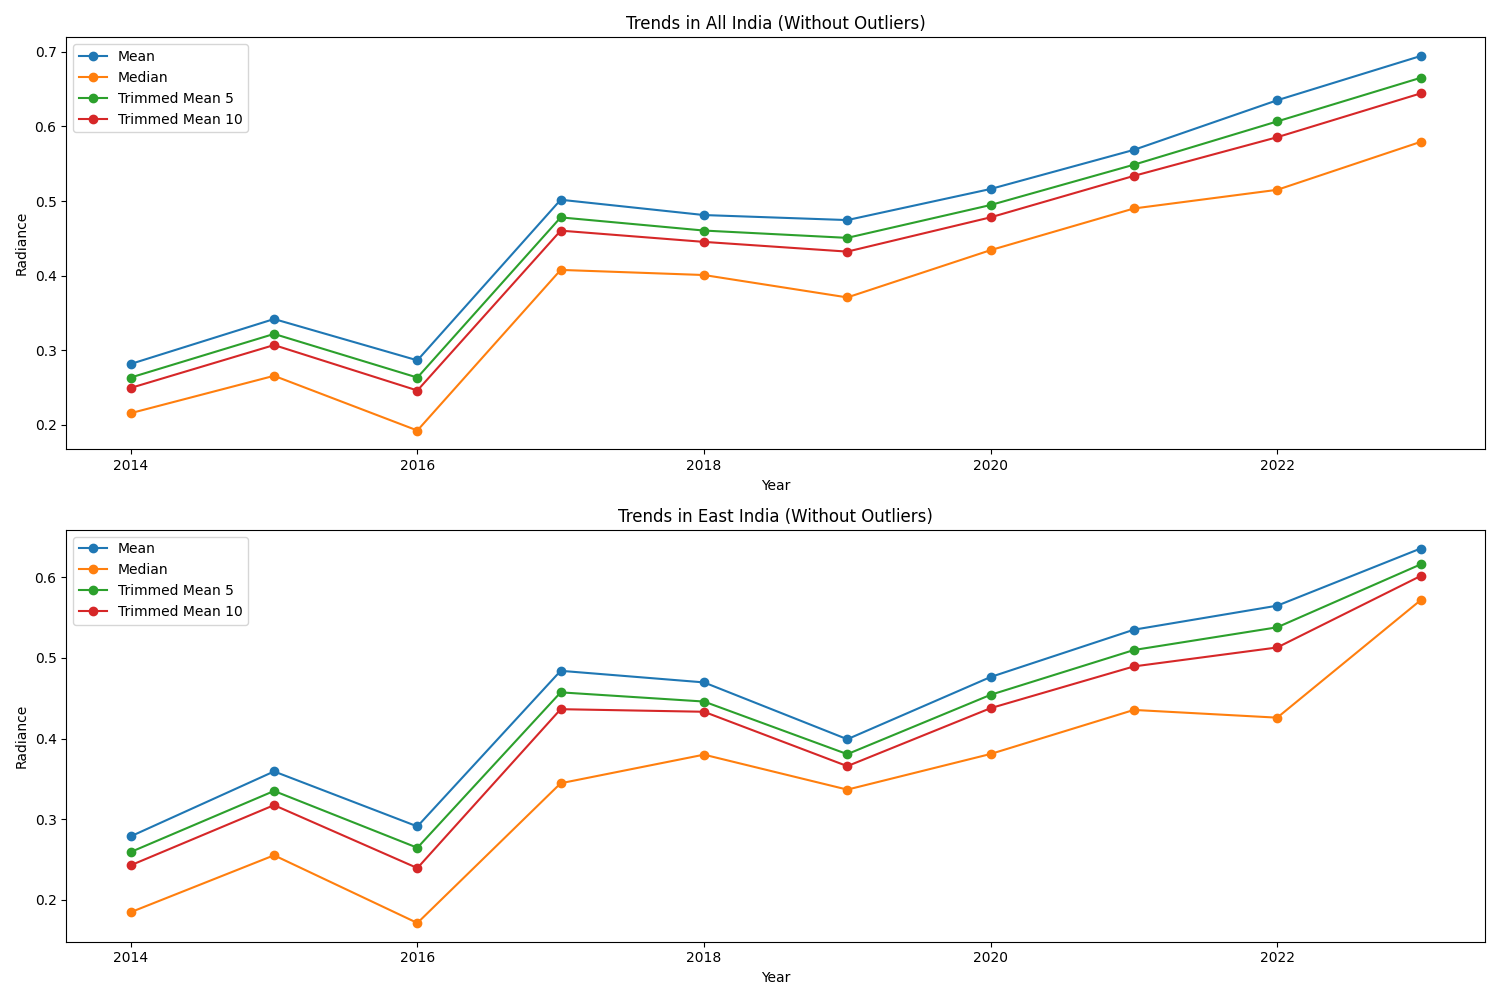 Trends in All India (Without Outliers)
Mean
Median
Trimmed Mean 5
Trimmed Mean 10
0.7
0.6
0.5
0.4
0.3
0.2
Radiance
2014 2016 2018 2020 2022
Year
Trends in East India (Without Outliers)
Mean
Median
Trimmed Mean 5
Trimmed Mean 10
0.6
0.5
0.4
0.3
0.2
Radiance
2014 2016 2018 2020 2022
Year